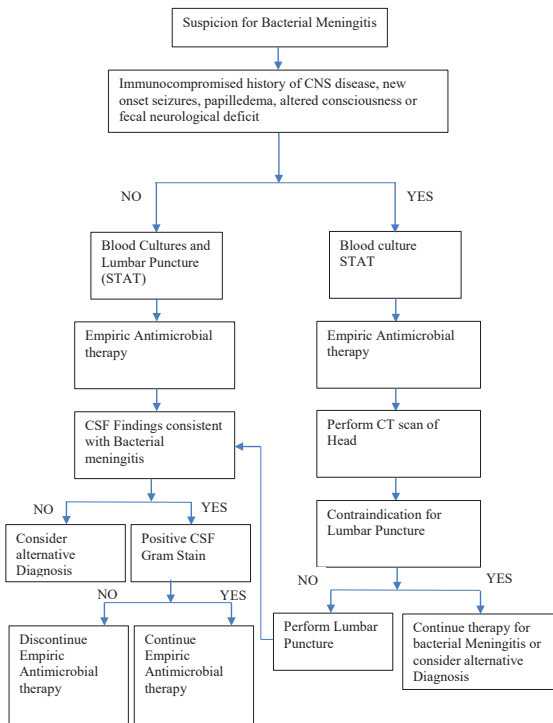 Suspicion for Bacterial Meningitis
Immunocompromised history of CNS disease, new
onset seizures, papilledema, altered consciousness or
fecal neurological deficit
NO
YES
Blood Cultures and
Lumbar Puncture
(STAT)
Blood culture
STAT
Empiric Antimicrobial
therapy
Empiric Antimicrobial
therapy
CSF Findings consistent
with Bacterial
meningitis
Perform CT scan of
Head
NO
YES
Contraindication for
Lumbar Puncture
Consider
alternative
Diagnosis
Positive CSF
Gram Stain
NO
YES
NO
YES
Discontinue
Empiric
Antimicrobial
therapy
Continue
Empiric
Antimicrobial
therapy
Perform Lumbar
Puncture
Continue therapy for
bacterial Meningitis or
consider alternative
Diagnosis